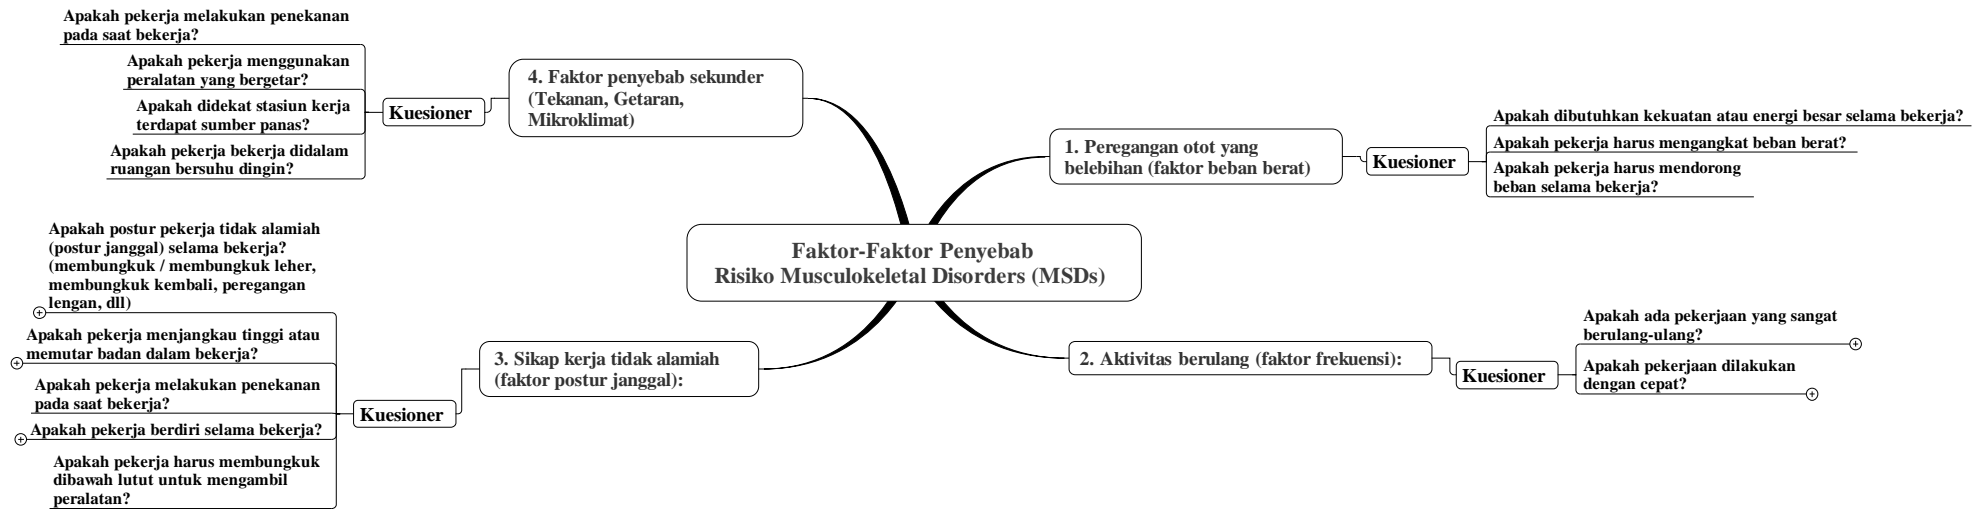 Faktor-Faktor Penyebab
Risiko Musculokeletal Disorders (MSDs)
1. Peregangan otot yang
belebihan (faktor beban berat)
Kuesioner
Apakah dibutuhkan kekuatan atau energi besar selama bekerja?
Apakah pekerja harus mengangkat beban berat?
Apakah pekerja harus mendorong
beban selama bekerja?
2. Aktivitas berulang (faktor frekuensi):
Kuesioner
Apakah ada pekerjaan yang sangat
berulang-ulang?
Apakah pekerjaan dilakukan
dengan cepat?
3. Sikap kerja tidak alamiah
(faktor postur janggal):
Kuesioner
Apakah postur pekerja tidak alamiah
(postur janggal) selama bekerja?
(membungkuk / membungkuk leher,
membungkuk kembali, peregangan
lengan, dll)
Apakah pekerja menjangkau tinggi atau
memutar badan dalam bekerja?
Apakah pekerja melakukan penekanan
pada saat bekerja?
Apakah pekerja berdiri selama bekerja?
Apakah pekerja harus membungkuk
dibawah lutut untuk mengambil
peralatan?
4. Faktor penyebab sekunder
(Tekanan, Getaran,
Mikroklimat)
Kuesioner
Apakah pekerja melakukan penekanan
pada saat bekerja?
Apakah pekerja menggunakan
peralatan yang bergetar?
Apakah didekat stasiun kerja
terdapat sumber panas?
Apakah pekerja bekerja didalam
ruangan bersuhu dingin?